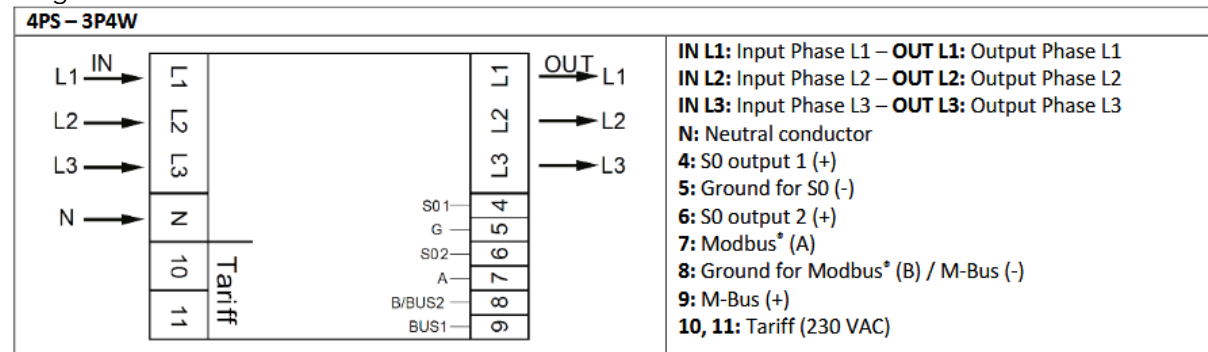 4PS – 3P4W
IN
OUT
L1
L1
L1
L1
L2
L2
L2
L2
L3
L3
L3
L3
N
N
10
11
Tariff
S01
4
G
5
S02
6
A
7
B/BUS2
8
BUS1
9
IN L1: Input Phase L1 – OUT L1: Output Phase L1
IN L2: Input Phase L2 – OUT L2: Output Phase L2
IN L3: Input Phase L3 – OUT L3: Output Phase L3
N: Neutral conductor
4: S0 output 1 (+)
5: Ground for S0 (-)
6: S0 output 2 (+)
7: Modbus® (A)
8: Ground for Modbus® (B) / M-Bus (-)
9: M-Bus (+)
10, 11: Tariff (230 VAC)